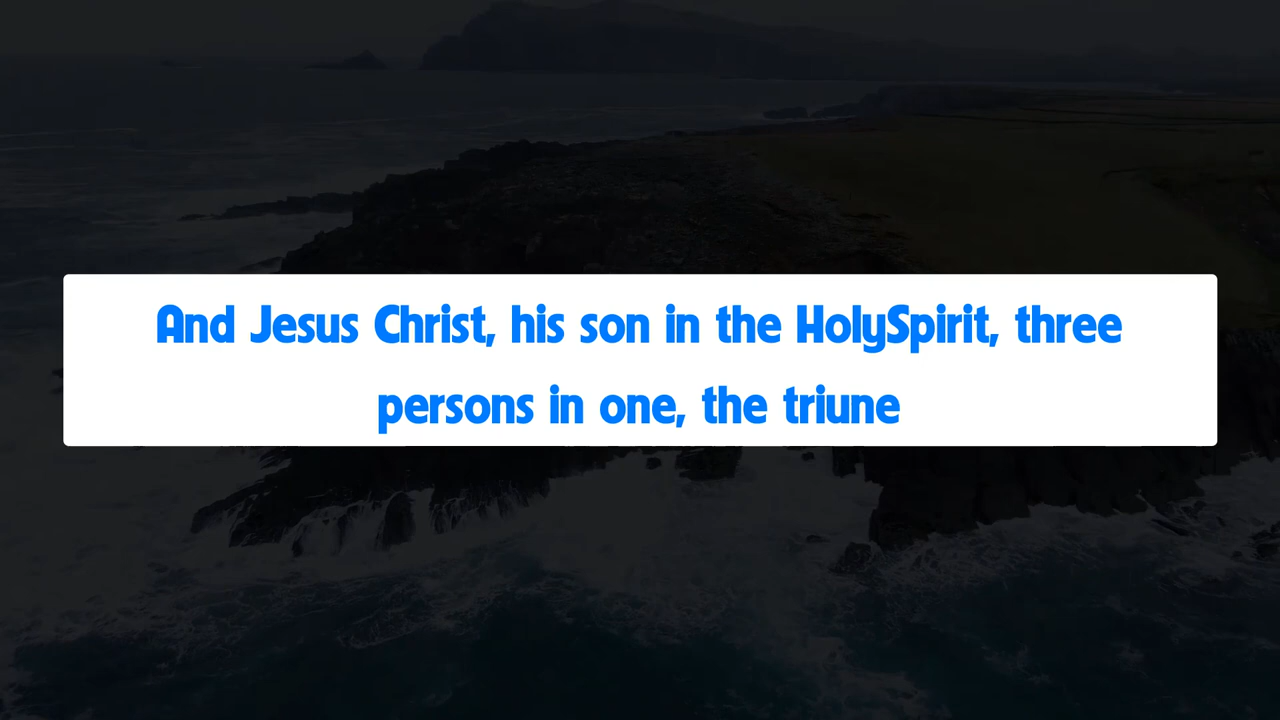 And Jesus Christ, his son in the HolySpirit, three
persons in one, the triune